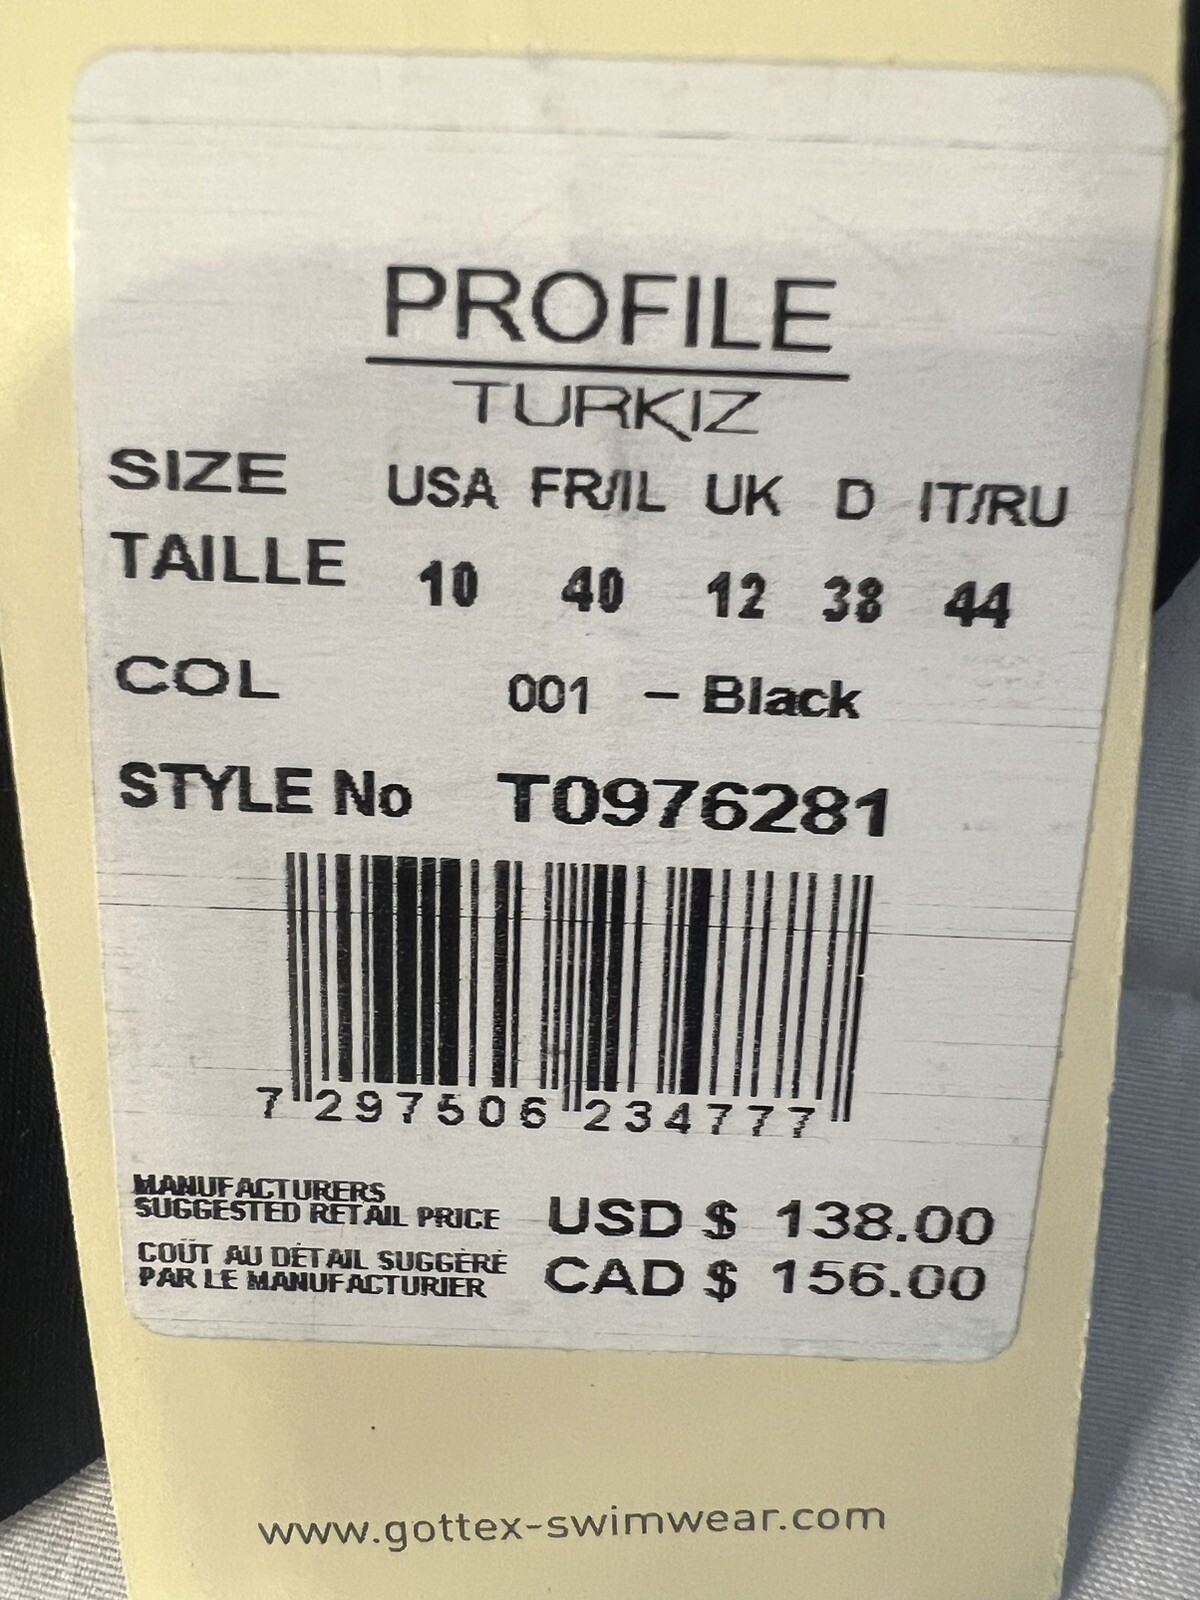 PROFILE
TURKIZ
SIZE USA FR/IL UK D IT/RU
TAILLE 10 40 12 38 44
COL 001 - Black
STYLE No T0976281
7 297506 234777
MANUFACTURERS
SUGGESTED RETAIL PRICE USD $ 138.00
COÛT AU DÉTAIL SUGGÉRÉ
PAR LE MANUFACTURIER CAD $ 156.00
www.gottex-swimwear.com